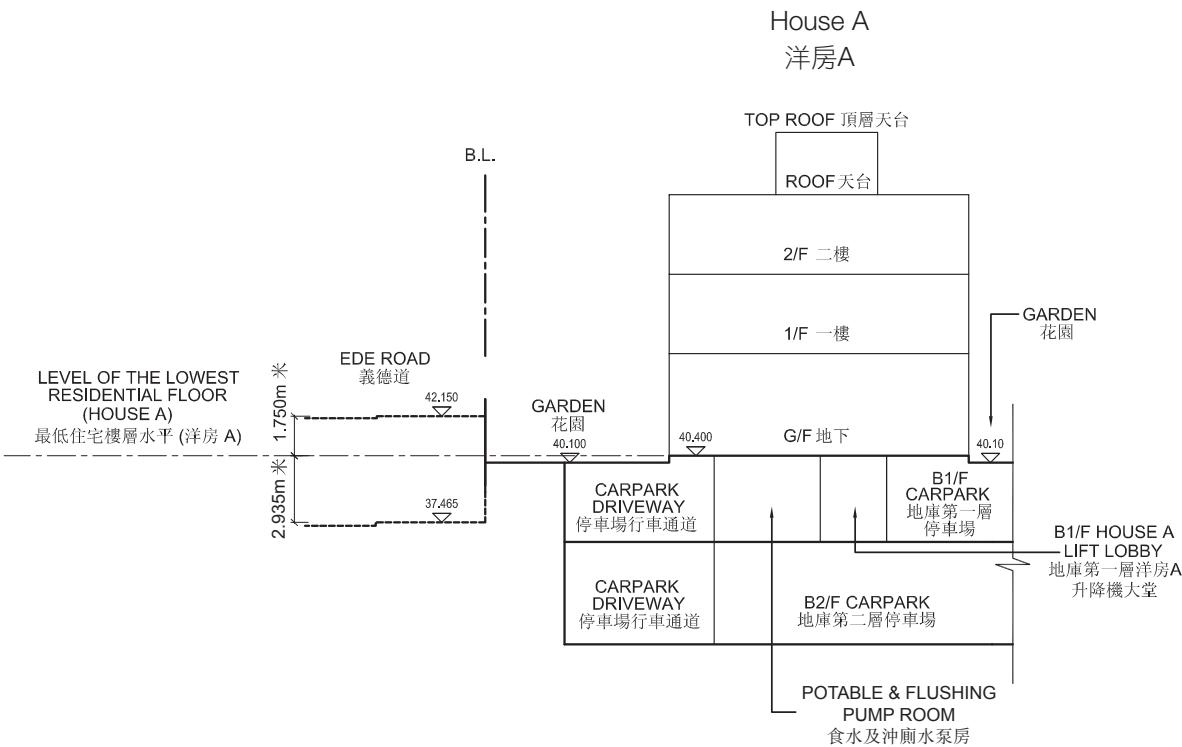 House A
洋房A
TOP ROOF 頂層天台
B.L.
ROOF 天台
2/F 二樓
1/F 一樓
GARDEN
花園
EDE ROAD
義德道
LEVEL OF THE LOWEST
RESIDENTIAL FLOOR
(HOUSE A)
最低住宅樓層水平 (洋房 A)
1.750m 米
2.935m 米
42.150
37.465
GARDEN
花園
40.100
40.400
G/F 地下
40.10
CARPARK
DRIVEWAY
停車場行車通道
B1/F
CARPARK
地庫第一層
停車場
B1/F HOUSE A
LIFT LOBBY
地庫第一層洋房A
升降機大堂
CARPARK
DRIVEWAY
停車場行車通道
B2/F CARPARK
地庫第二層停車場
POTABLE & FLUSHING
PUMP ROOM
食水及沖廁水泵房